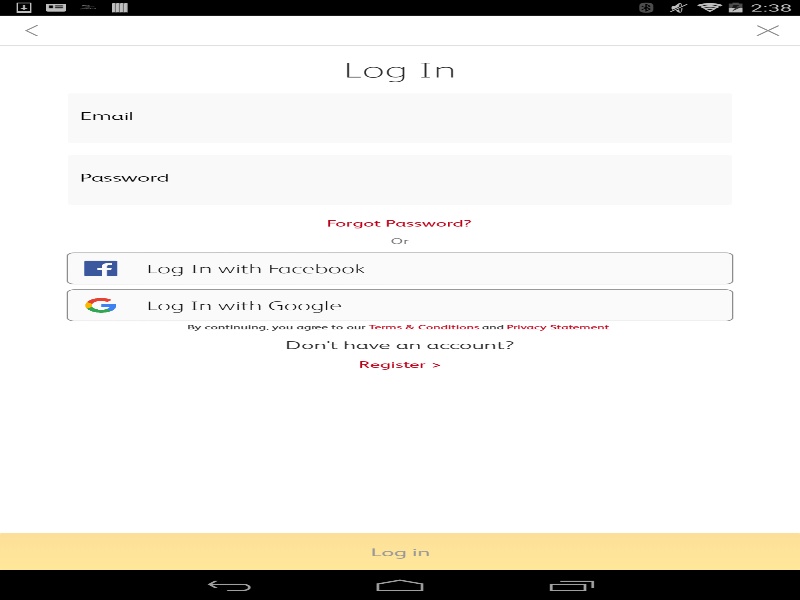 2:38
Log In
Email
Password
Forgot Password?
Or
Log In with Facebook
Log In with Google
By continuing, you agree to our Terms & Conditions and Privacy Statement
Don't have an account?
Register >
Log in